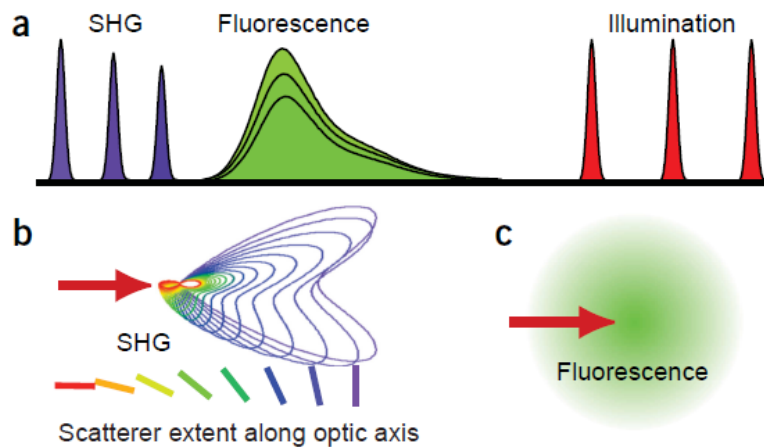 a
SHG
Fluorescence
Illumination
b
SHG
Scatterer extent along optic axis
c
Fluorescence